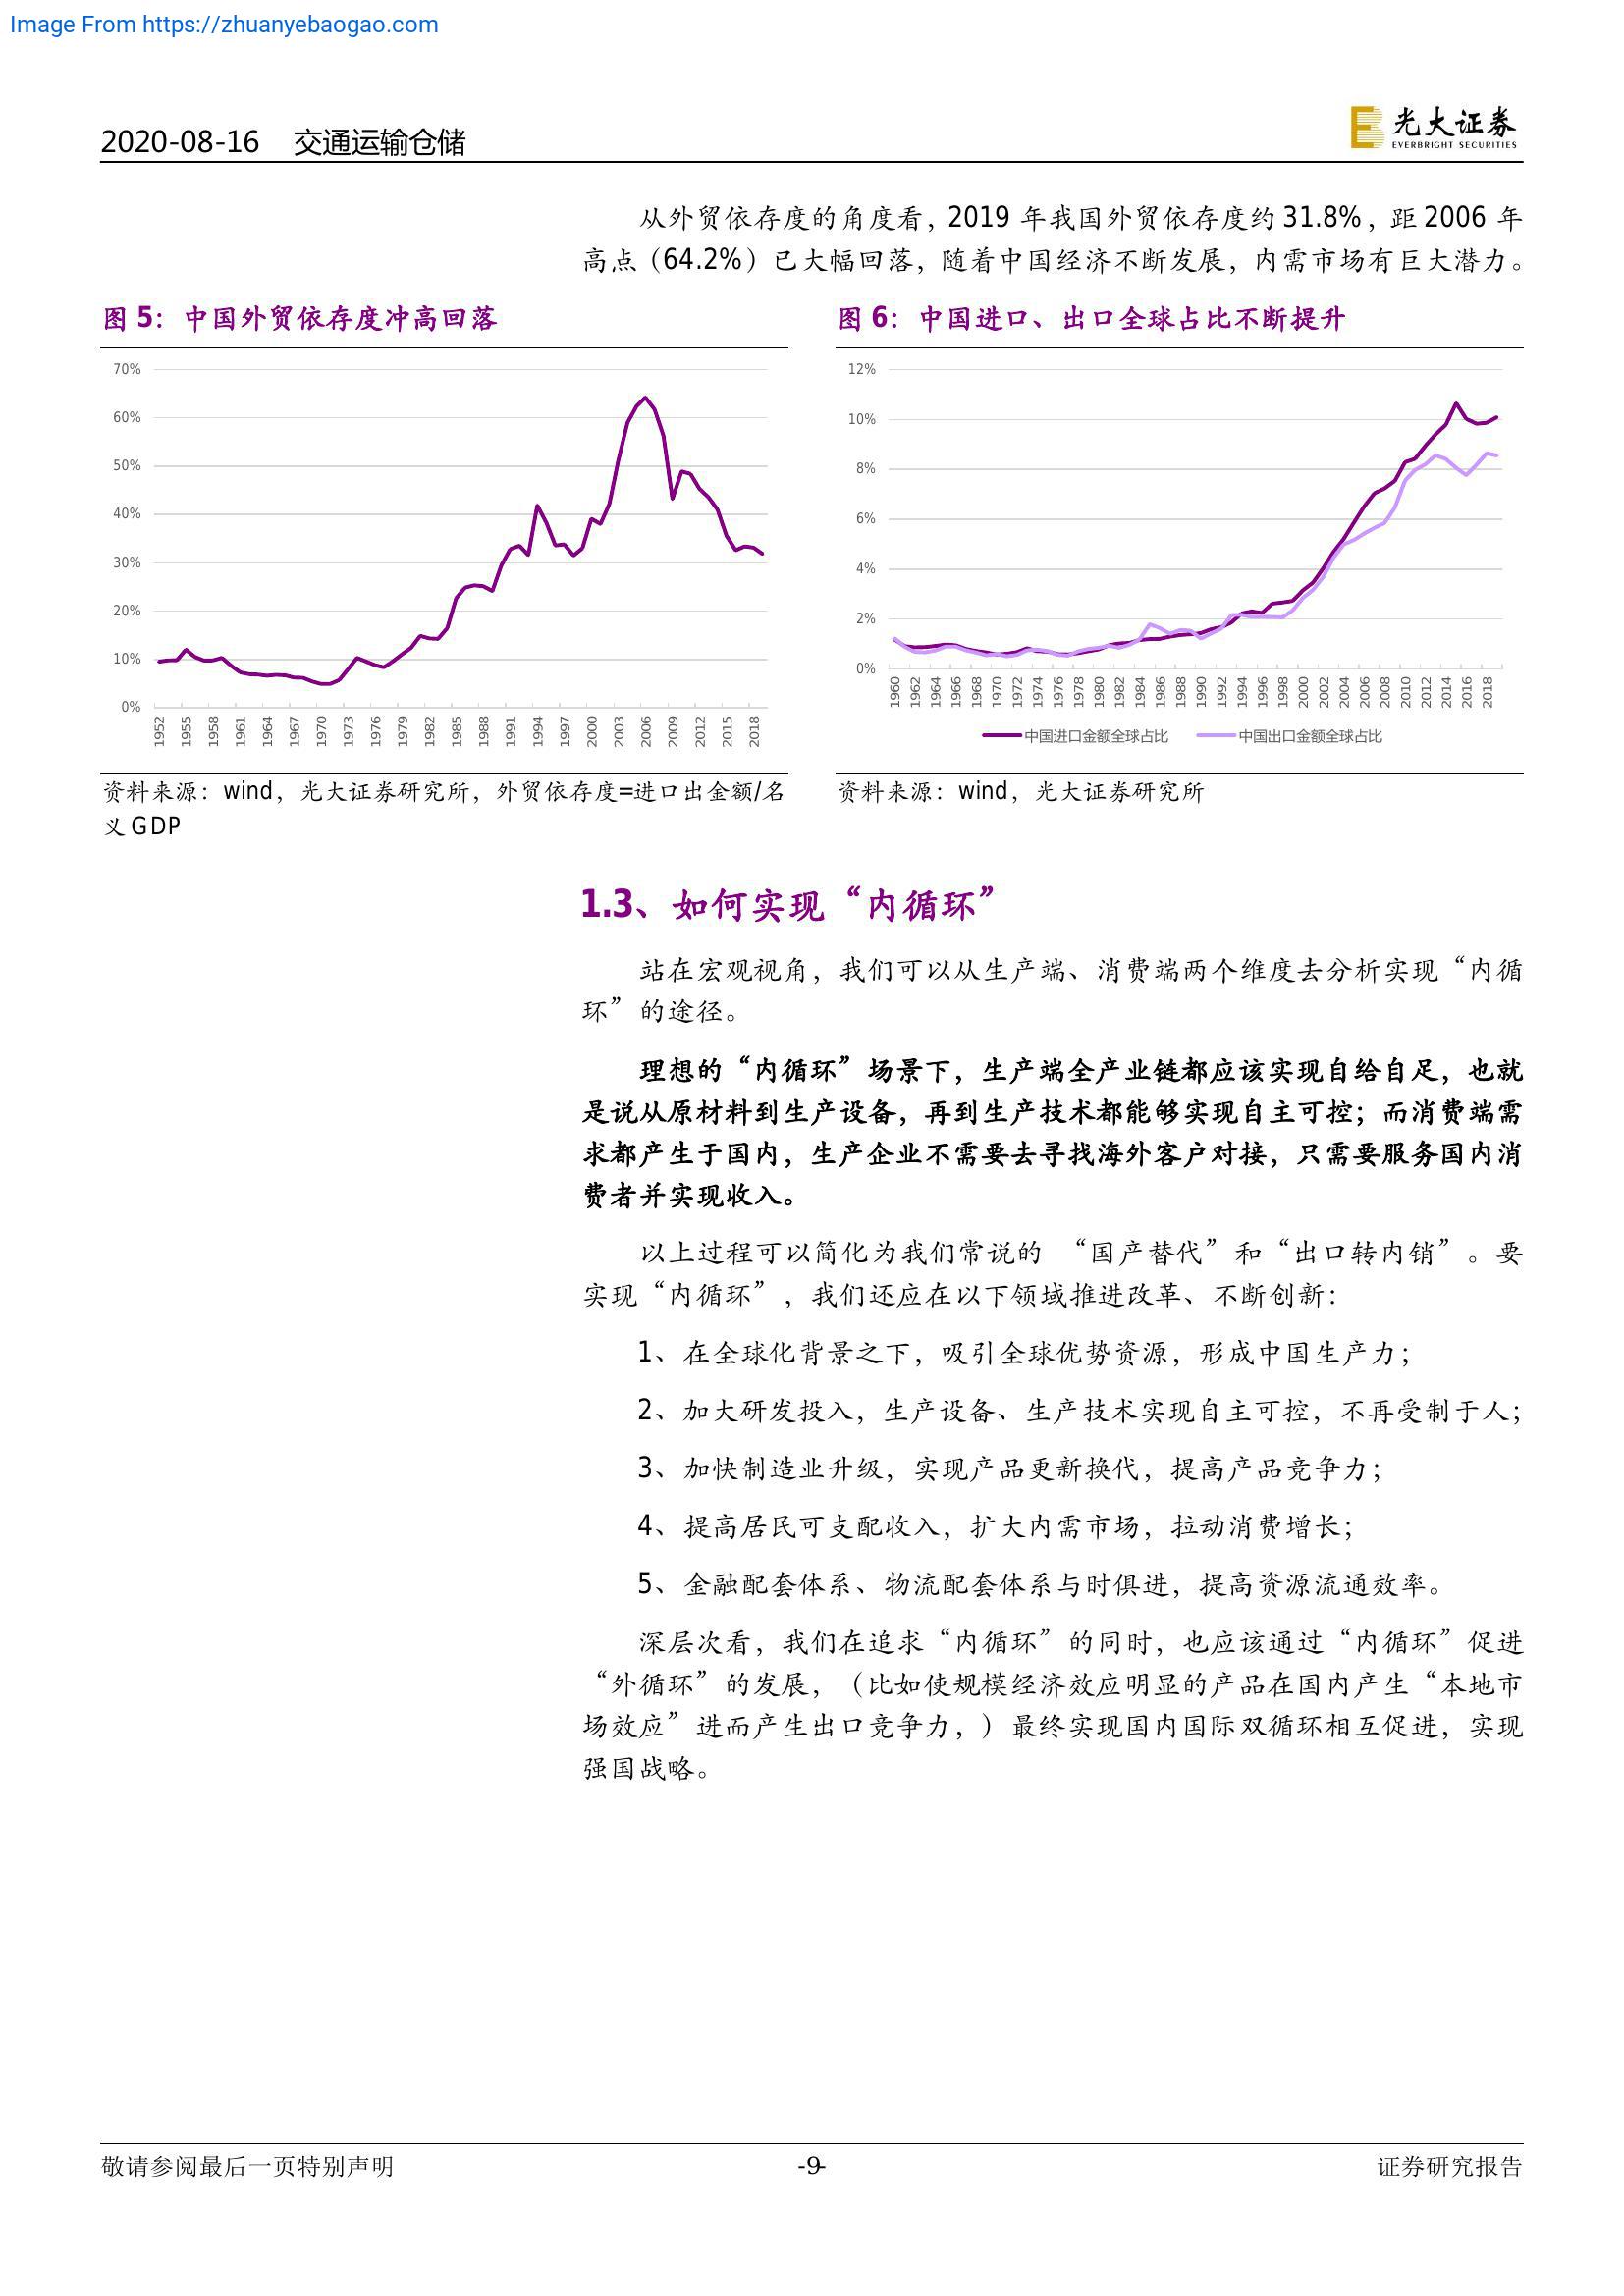 Image From https://zhuanyebaogao.com
2020-08-16 交通运输仓储
光大证券
EVERBRIGHT SECURITIES
从外贸依存度的角度看，2019 年我国外贸依存度约 31.8%，距 2006 年
高点（64.2%）已大幅回落，随着中国经济不断发展，内需市场有巨大潜力。
图 5：中国外贸依存度冲高回落
70%
60%
50%
40%
30%
20%
10%
0%
1952 1955 1958 1961 1964 1967 1970 1973 1976 1979 1982 1985 1988 1991 1994 1997 2000 2003 2006 2009 2012 2015 2018
资料来源：wind，光大证券研究所，外贸依存度=进口出金额/名
义 GDP
图 6：中国进口、出口全球占比不断提升
12%
10%
8%
6%
4%
2%
0%
1960 1962 1964 1966 1968 1970 1972 1974 1976 1978 1980 1982 1984 1986 1988 1990 1992 1994 1996 1998 2000 2002 2004 2006 2008 2010 2012 2014 2016 2018
中国进口金额全球占比 中国出口金额全球占比
资料来源：wind，光大证券研究所
1.3、如何实现“内循环”
站在宏观视角，我们可以从生产端、消费端两个维度去分析实现“内循
环”的途径。
理想的“内循环”场景下，生产端全产业链都应该实现自给自足，也就
是说从原材料到生产设备，再到生产技术都能够实现自主可控；而消费端需
求都产生于国内，生产企业不需要去寻找海外客户对接，只需要服务国内消
费者并实现收入。
以上过程可以简化为我们常说的 “国产替代”和“出口转内销”。要
实现“内循环”，我们还应在以下领域推进改革、不断创新：
1、在全球化背景之下，吸引全球优势资源，形成中国生产力；
2、加大研发投入，生产设备、生产技术实现自主可控，不再受制于人；
3、加快制造业升级，实现产品更新换代，提高产品竞争力；
4、提高居民可支配收入，扩大内需市场，拉动消费增长；
5、金融配套体系、物流配套体系与时俱进，提高资源流通效率。
深层次看，我们在追求“内循环”的同时，也应该通过“内循环”促进
“外循环”的发展，（比如使规模经济效应明显的产品在国内产生“本地市
场效应”进而产生出口竞争力，）最终实现国内国际双循环相互促进，实现
强国战略。
敬请参阅最后一页特别声明 -9- 证券研究报告